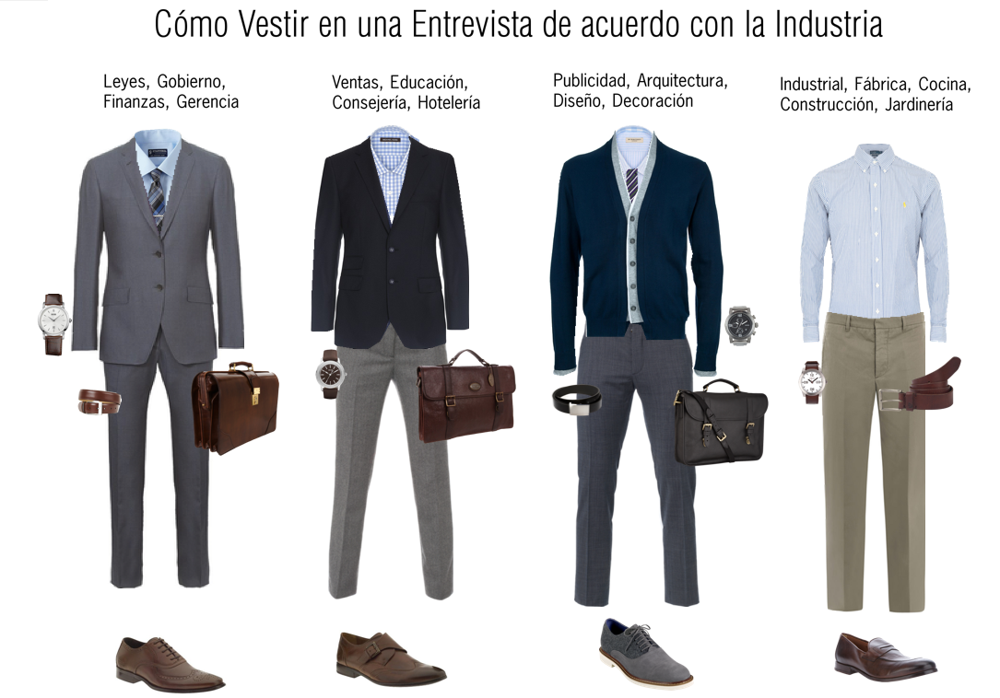 Cómo Vestir en una Entrevista de acuerdo con la Industria
Leyes, Gobierno,
Finanzas, Gerencia
Ventas, Educación,
Consejería, Hotelería
Publicidad, Arquitectura,
Diseño, Decoración
Industrial, Fábrica, Cocina,
Construcción, Jardinería